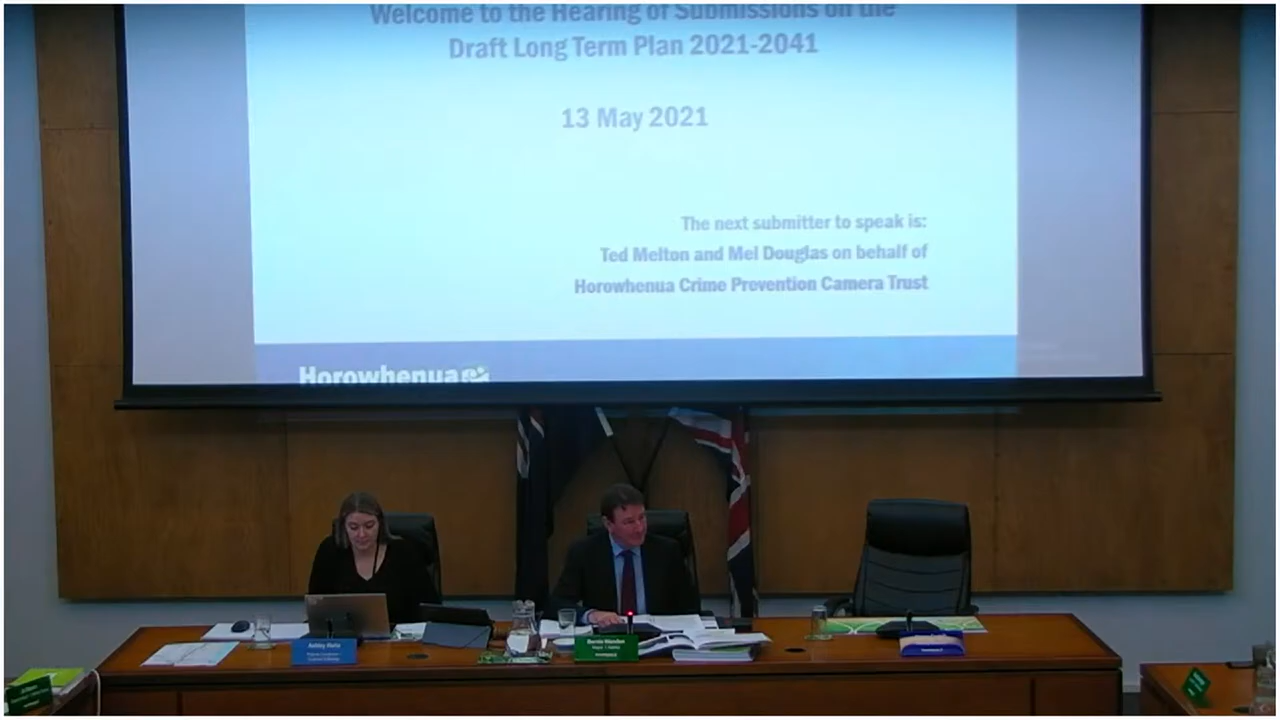 Welcome to the Hearing of Submissions on the
Draft Long Term Plan 2021-2041
13 May 2021
The next submitter to speak is:
Ted Melton and Mel Douglas on behalf of
Horowhenua Crime Prevention Camera Trust
Horowhenua